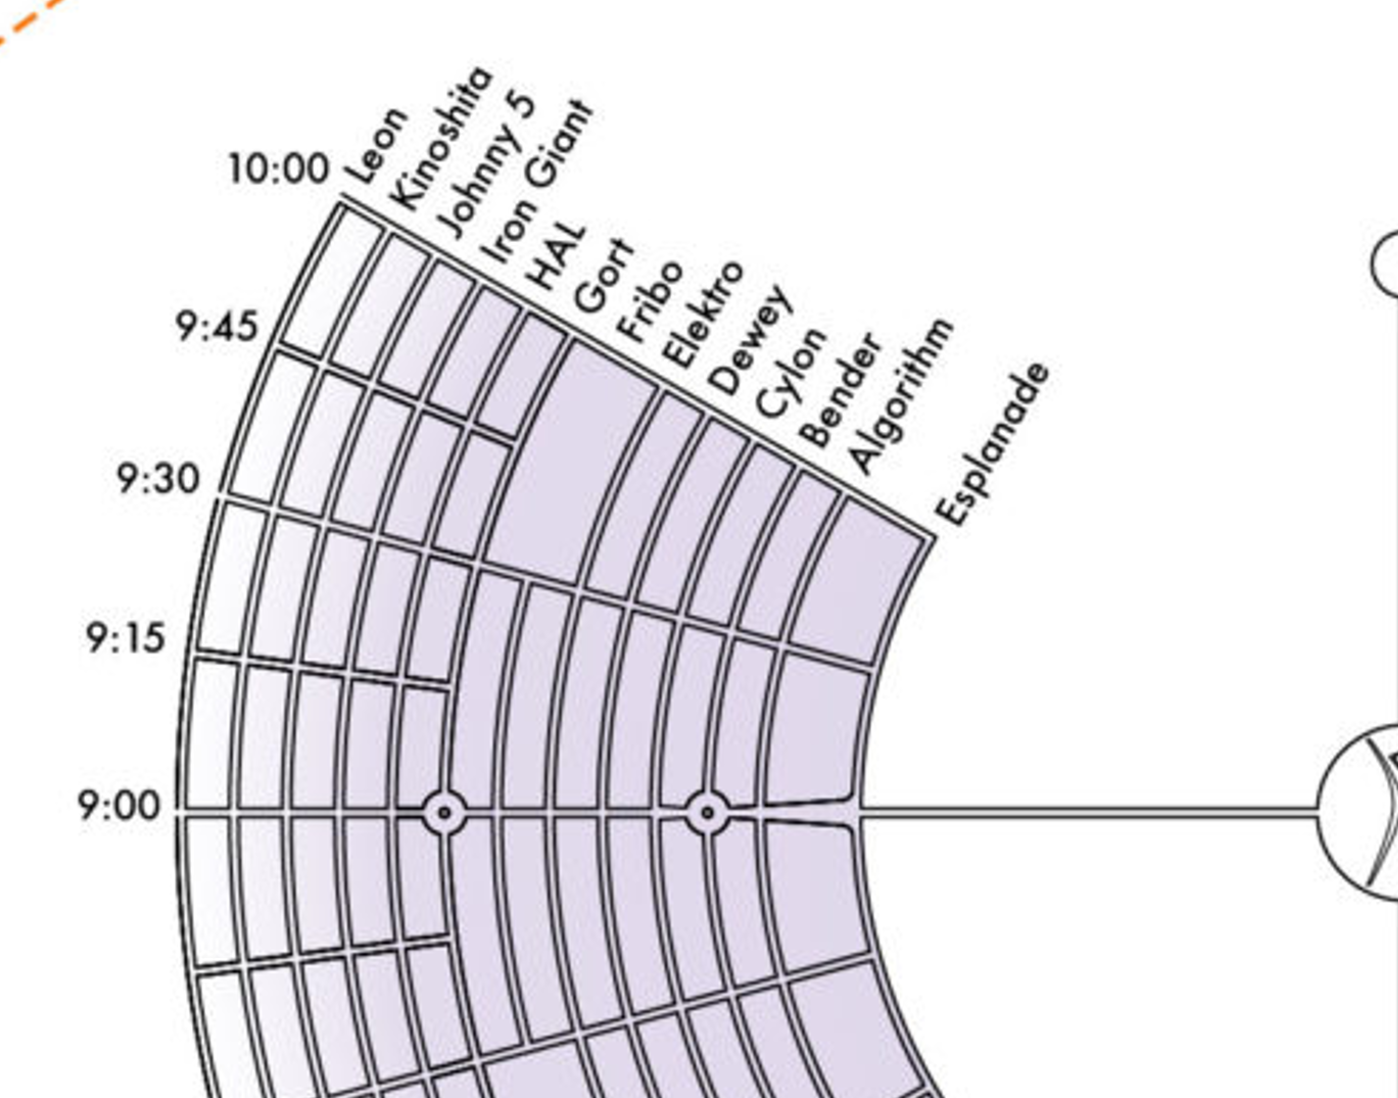 Leon
Kinoshita
Johnny 5
Iron Giant
HAL
Gort
Fribo
Elektro
Dewey
Cylon
Bender
Algorithm
Esplanade
10:00
9:45
9:30
9:15
9:00